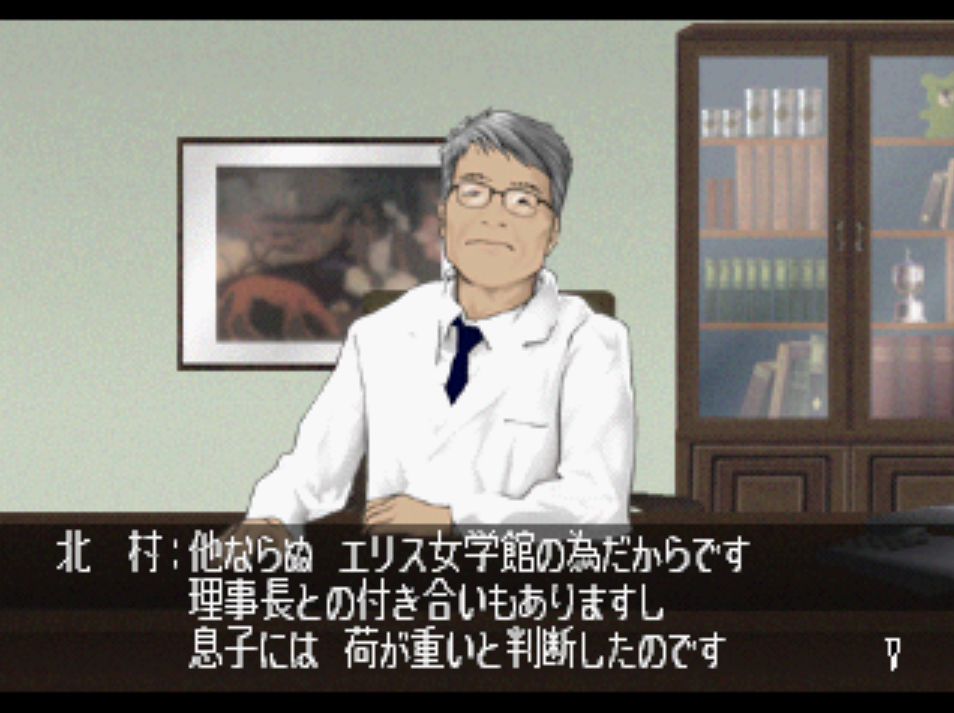 北　村：他ならぬ　エリス女学館の為だからです
理事長との付き合いもありますし
息子には　荷が重いと判断したのです